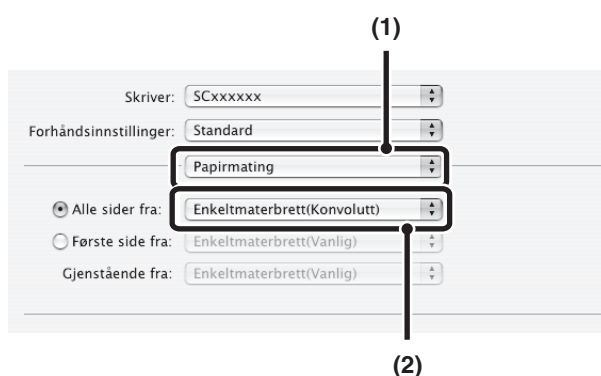 (1)
Skriver: SCxxxxxx
Forhåndsinnstillinger: Standard
Papirmating
Alle sider fra: Enkeltmaterbrett(Konvolutt)
Første side fra: Enkeltmaterbrett(Vanlig)
Gjenstående fra: Enkeltmaterbrett(Vanlig)
(2)